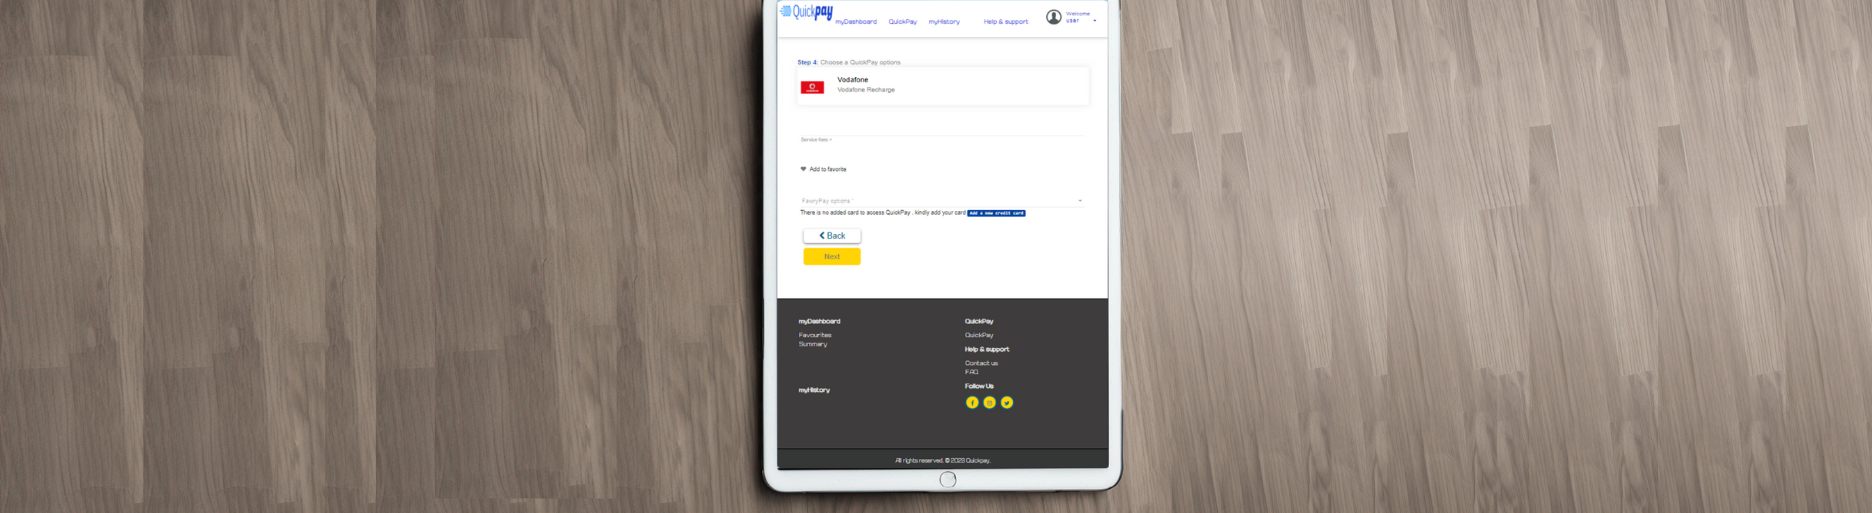 Quickpay
myDashboard QuickPay myHistory Help & support
Welcome
user
Step 4: Choose a QuickPay options
Vodafone
Vodafone Recharge
Service fees =
Add to favorite
FawryPay options *
There is no added card to access QuickPay . kindly add your card Add a new credit card
Back
Next
myDashboard
Favourites
Summary
myHistory
QuickPay
QuickPay
Help & support
Contact us
FAQ
Follow Us
All rights reserved. © 2023 Quickpay.